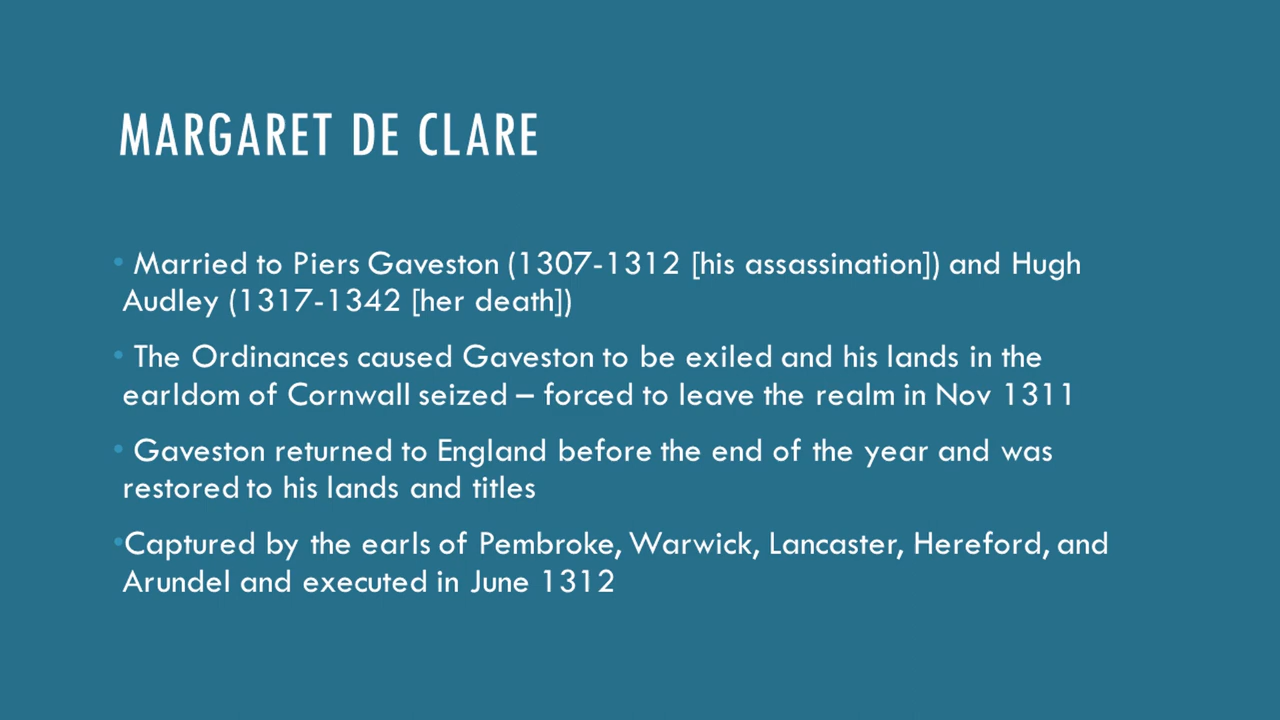 MARGARET DE CLARE
• Married to Piers Gaveston (1307-1312 [his assassination]) and Hugh
Audley (1317-1342 [her death])
• The Ordinances caused Gaveston to be exiled and his lands in the
earldom of Cornwall seized – forced to leave the realm in Nov 1311
• Gaveston returned to England before the end of the year and was
restored to his lands and titles
•Captured by the earls of Pembroke, Warwick, Lancaster, Hereford, and
Arundel and executed in June 1312